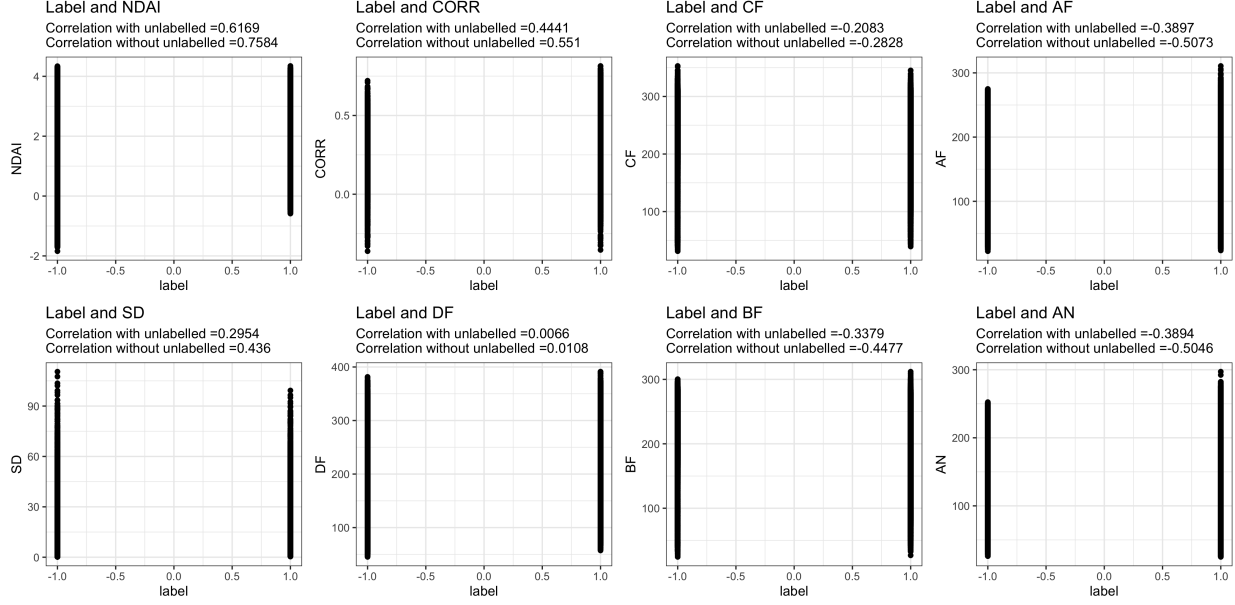 Label and NDAI
Correlation with unlabelled =0.6169
Correlation without unlabelled =0.7584
NDAI
4
2
0
-2
-1.0 -0.5 0.0 0.5 1.0
label
Label and CORR
Correlation with unlabelled =0.4441
Correlation without unlabelled =0.551
CORR
0.5
0.0
-1.0 -0.5 0.0 0.5 1.0
label
Label and CF
Correlation with unlabelled =-0.2083
Correlation without unlabelled =-0.2828
CF
300
200
100
-1.0 -0.5 0.0 0.5 1.0
label
Label and AF
Correlation with unlabelled =-0.3897
Correlation without unlabelled =-0.5073
AF
300
200
100
-1.0 -0.5 0.0 0.5 1.0
label
Label and SD
Correlation with unlabelled =0.2954
Correlation without unlabelled =0.436
SD
90
60
30
0
-1.0 -0.5 0.0 0.5 1.0
label
Label and DF
Correlation with unlabelled =0.0066
Correlation without unlabelled =0.0108
DF
400
300
200
100
-1.0 -0.5 0.0 0.5 1.0
label
Label and BF
Correlation with unlabelled =-0.3379
Correlation without unlabelled =-0.4477
BF
300
200
100
-1.0 -0.5 0.0 0.5 1.0
label
Label and AN
Correlation with unlabelled =-0.3894
Correlation without unlabelled =-0.5046
AN
300
200
100
-1.0 -0.5 0.0 0.5 1.0
label